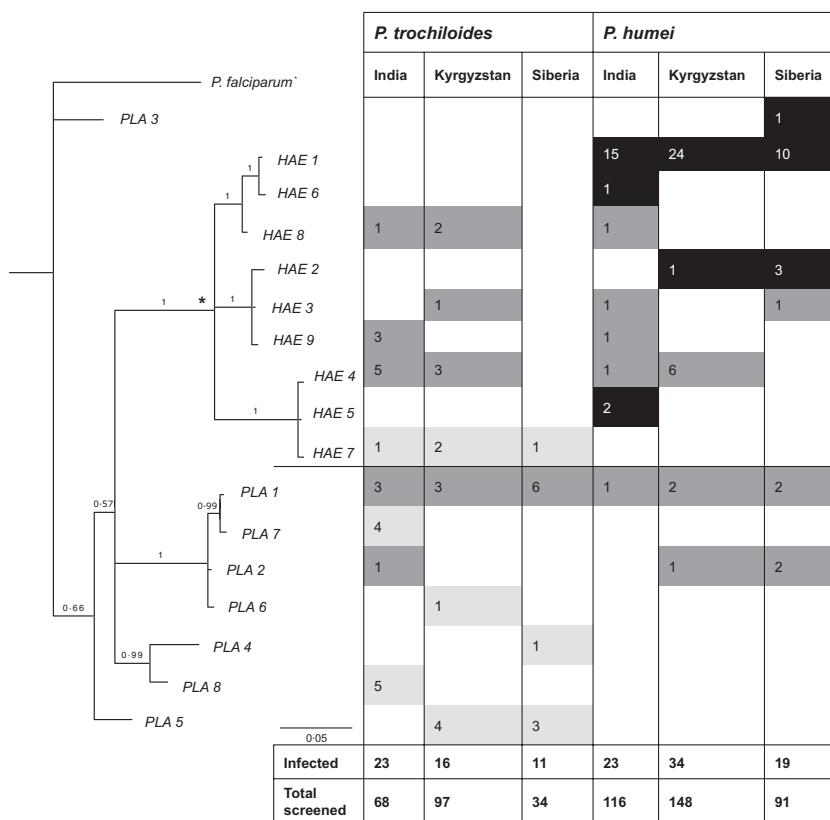 P. trochiloides P. humei
India Kyrgyzstan Siberia India Kyrgyzstan Siberia
P. falciparum`
PLA 3 1
HAE 1 15 24 10
1
HAE 6 1
1
HAE 8 1 2 1
HAE 2 1 3
1 * 1
HAE 3 1 1 1
HAE 9 3 1
HAE 4 5 3 1 6
1
HAE 5 2
HAE 7 1 2 1
PLA 1 3 3 6 1 2 2
0·57 0·99
PLA 7 4
1
PLA 2 1 1 2
PLA 6 1
0·66
PLA 4 1
0·99
PLA 8 5
PLA 5 4 3
0·05
Infected 23 16 11 23 34 19
Total screened 68 97 34 116 148 91